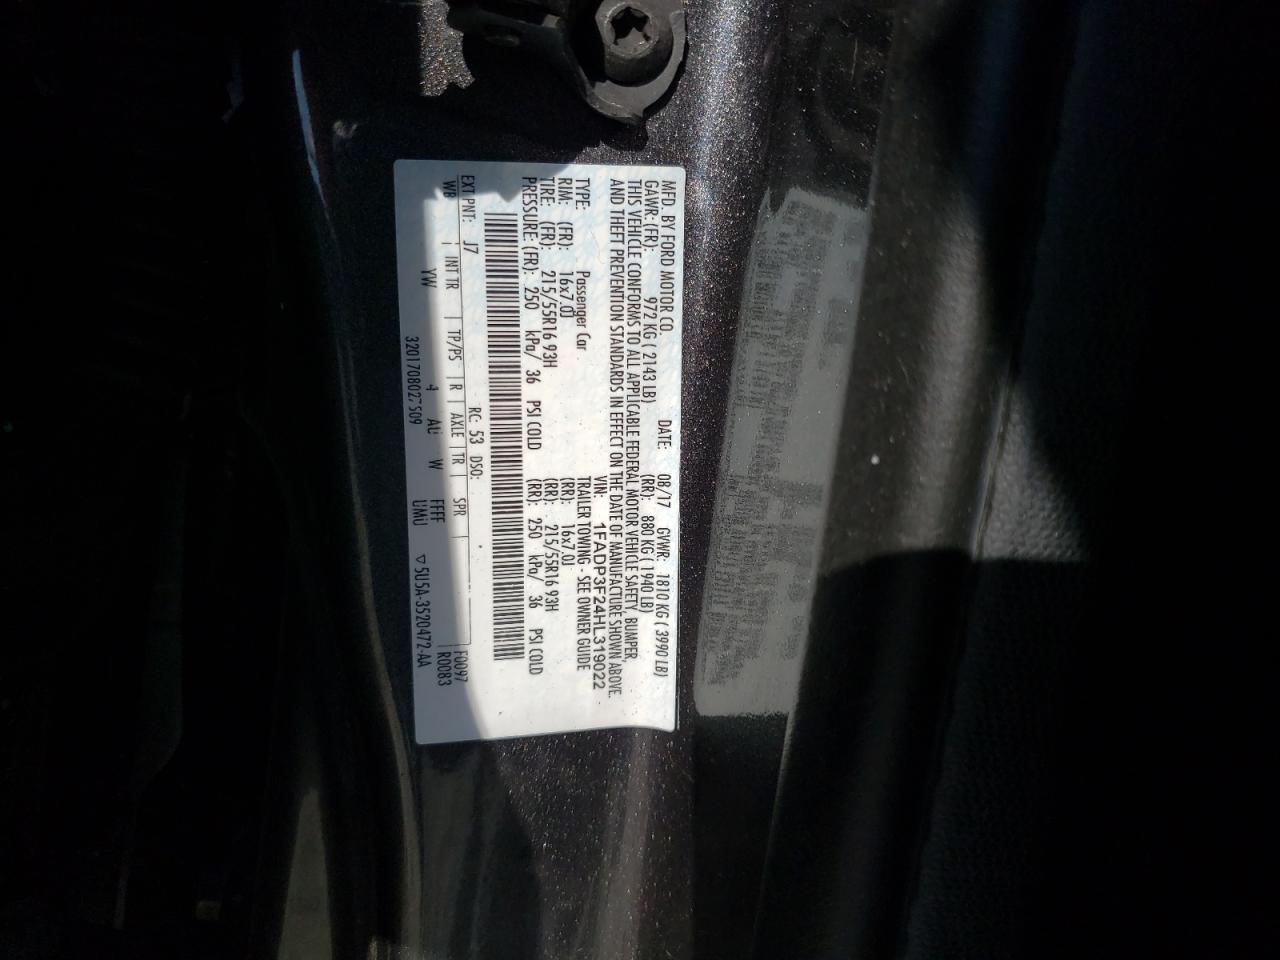 MFD. BY FORD MOTOR CO. DATE: 08/17 GVWR: 1810 KG ( 3990 LB)
GAWR: (FR): 972 KG ( 2143 LB) (RR): 880 KG ( 1940 LB)
THIS VEHICLE CONFORMS TO ALL APPLICABLE FEDERAL MOTOR VEHICLE SAFETY, BUMPER,
AND THEFT PREVENTION STANDARDS IN EFFECT ON THE DATE OF MANUFACTURE SHOWN ABOVE.
VIN: 1FADP3F24HL319022
TYPE: Passenger Car TRAILER TOWING - SEE OWNER GUIDE
RIM: (FR): 16x7.0J (RR): 16x7.0J
TIRE: (FR): 215/55R16 93H (RR): 215/55R16 93H
PRESSURE: (FR): 250 kPa/ 36 PSI COLD (RR): 250 kPa/ 36 PSI COLD
RC: 53 DSO: F0097
EXT PNT: J7 R0083
WB INT TR TP/PS R AXLE TR SPR
YW 4 AU W FFFF
UMU ▽5U5A-3520472-AA